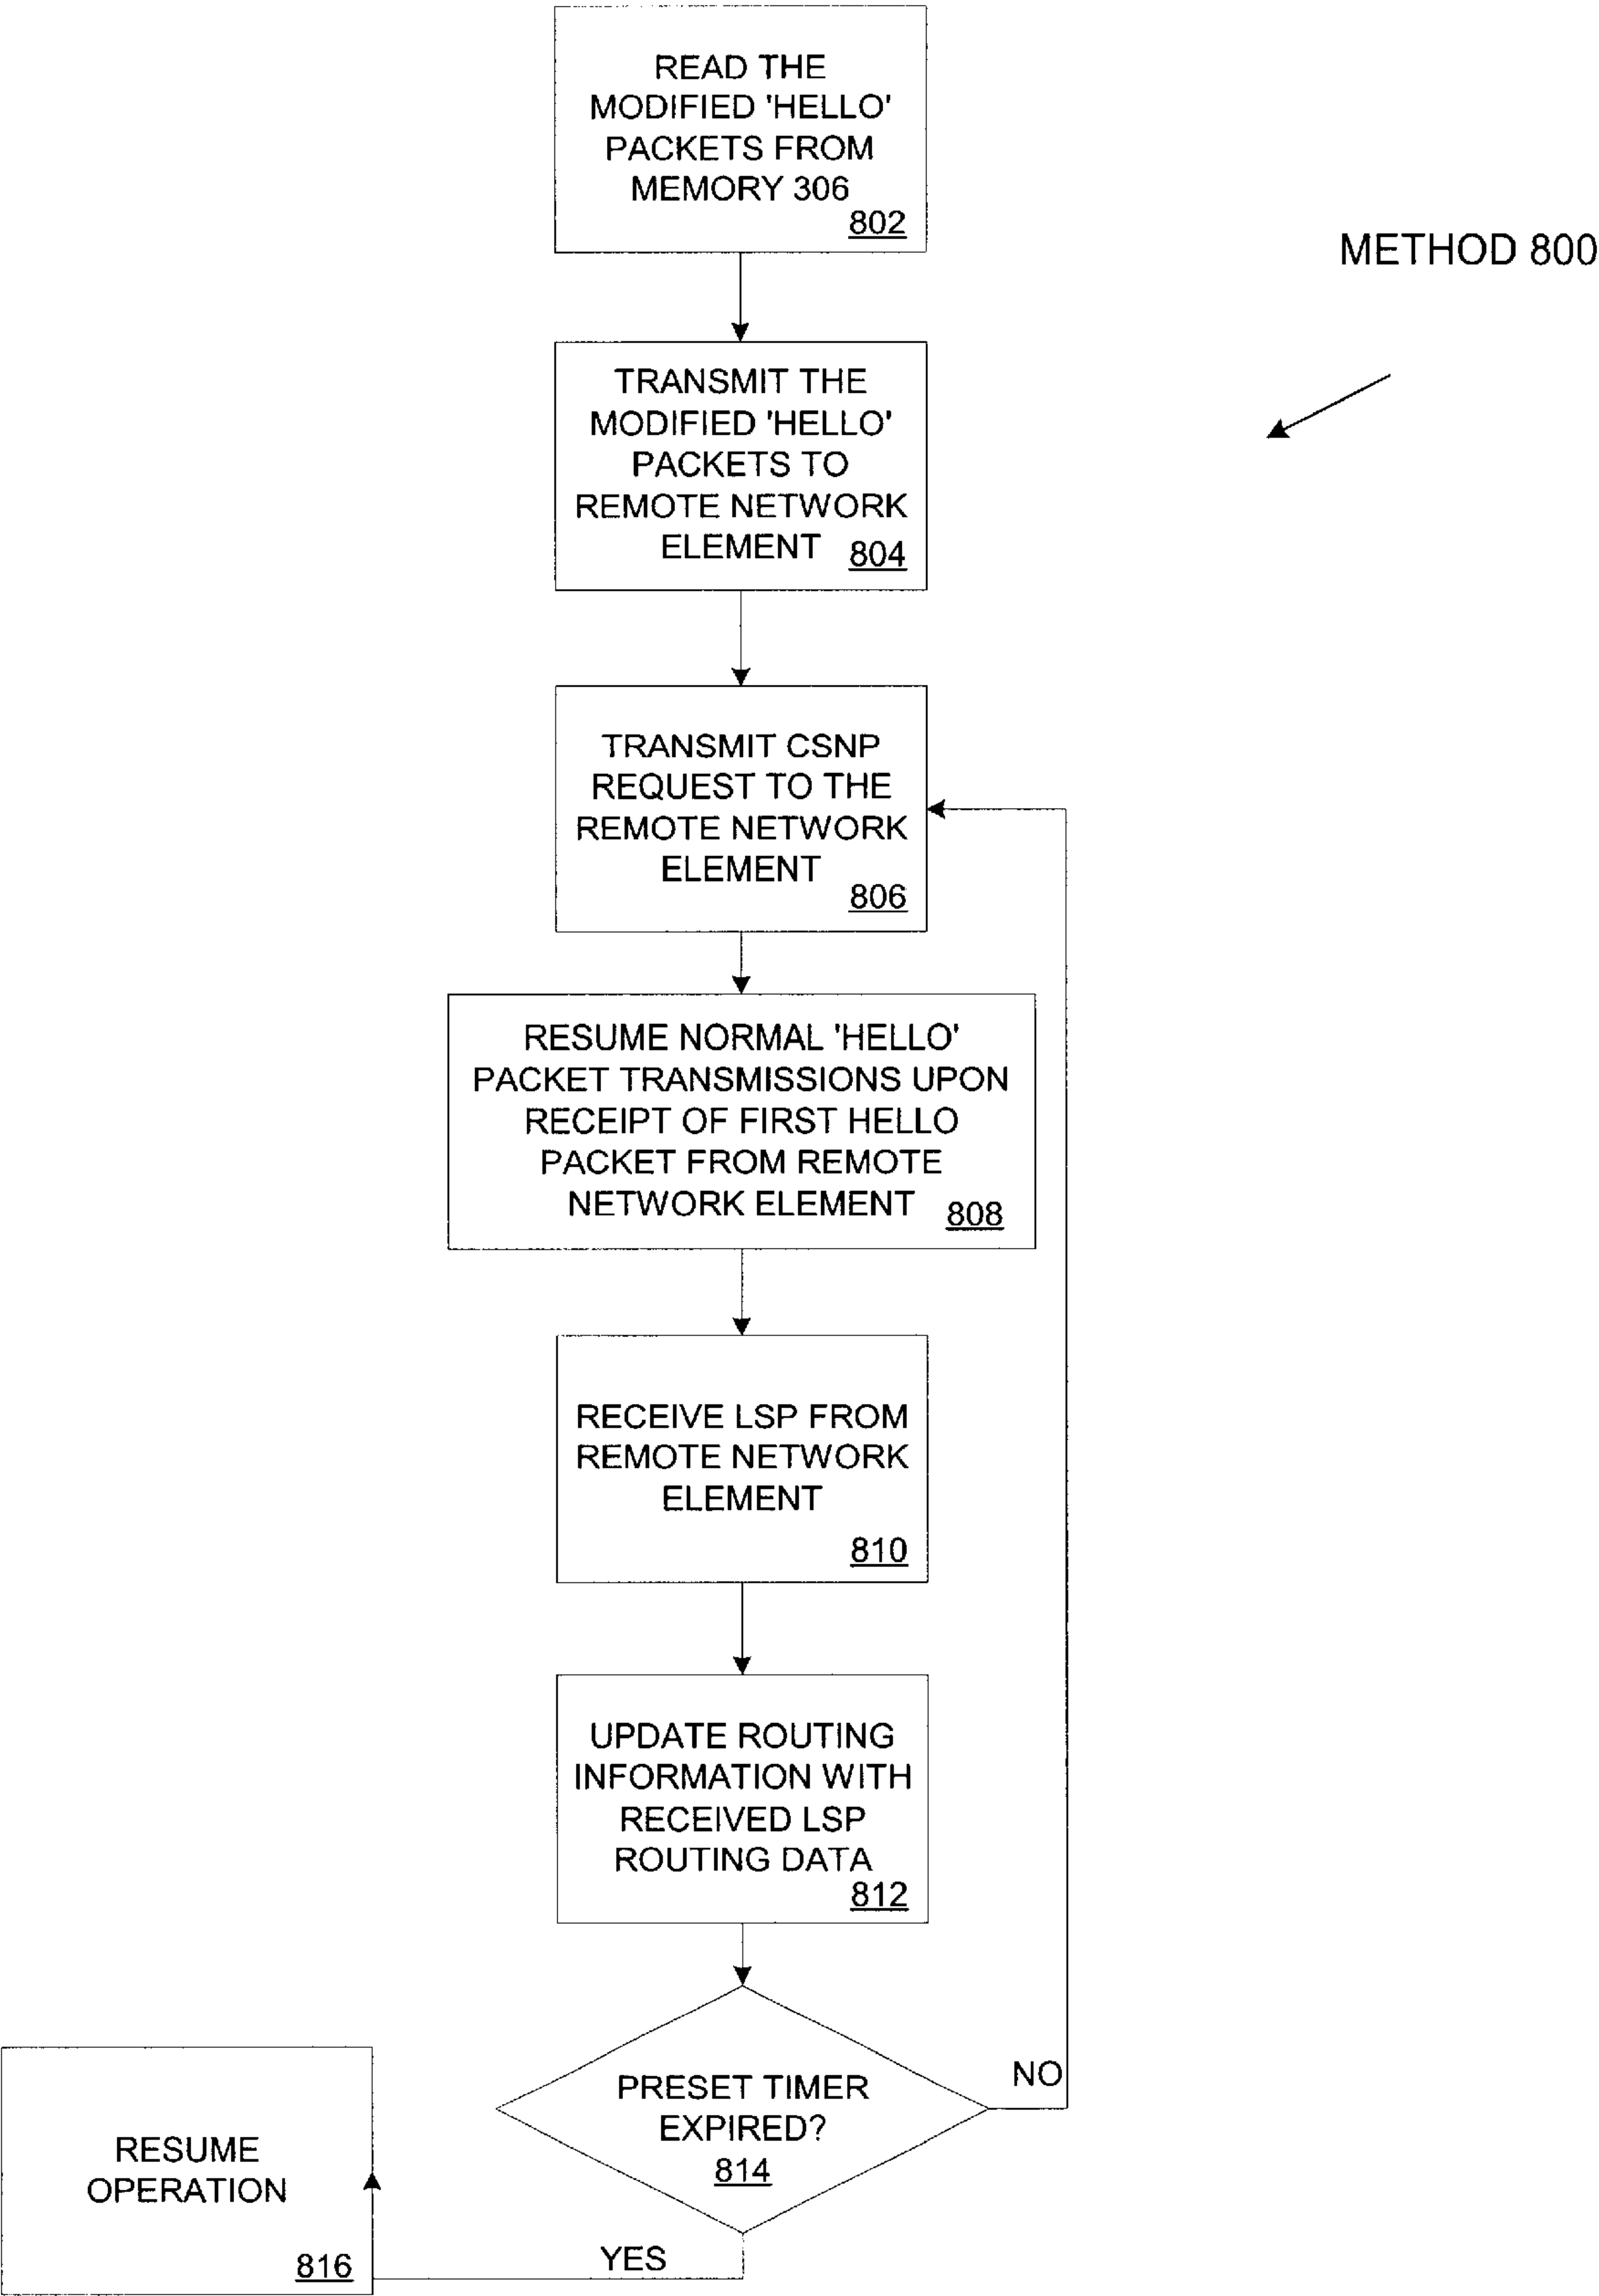 READ THE
MODIFIED 'HELLO'
PACKETS FROM
MEMORY 306
802
METHOD 800
TRANSMIT THE
MODIFIED 'HELLO'
PACKETS TO
REMOTE NETWORK
ELEMENT 804
TRANSMIT CSNP
REQUEST TO THE
REMOTE NETWORK
ELEMENT
806
RESUME NORMAL 'HELLO'
PACKET TRANSMISSIONS UPON
RECEIPT OF FIRST HELLO
PACKET FROM REMOTE
NETWORK ELEMENT 808
RECEIVE LSP FROM
REMOTE NETWORK
ELEMENT
810
UPDATE ROUTING
INFORMATION WITH
RECEIVED LSP
ROUTING DATA
812
PRESET TIMER
EXPIRED?
814
NO
YES
RESUME
OPERATION
816